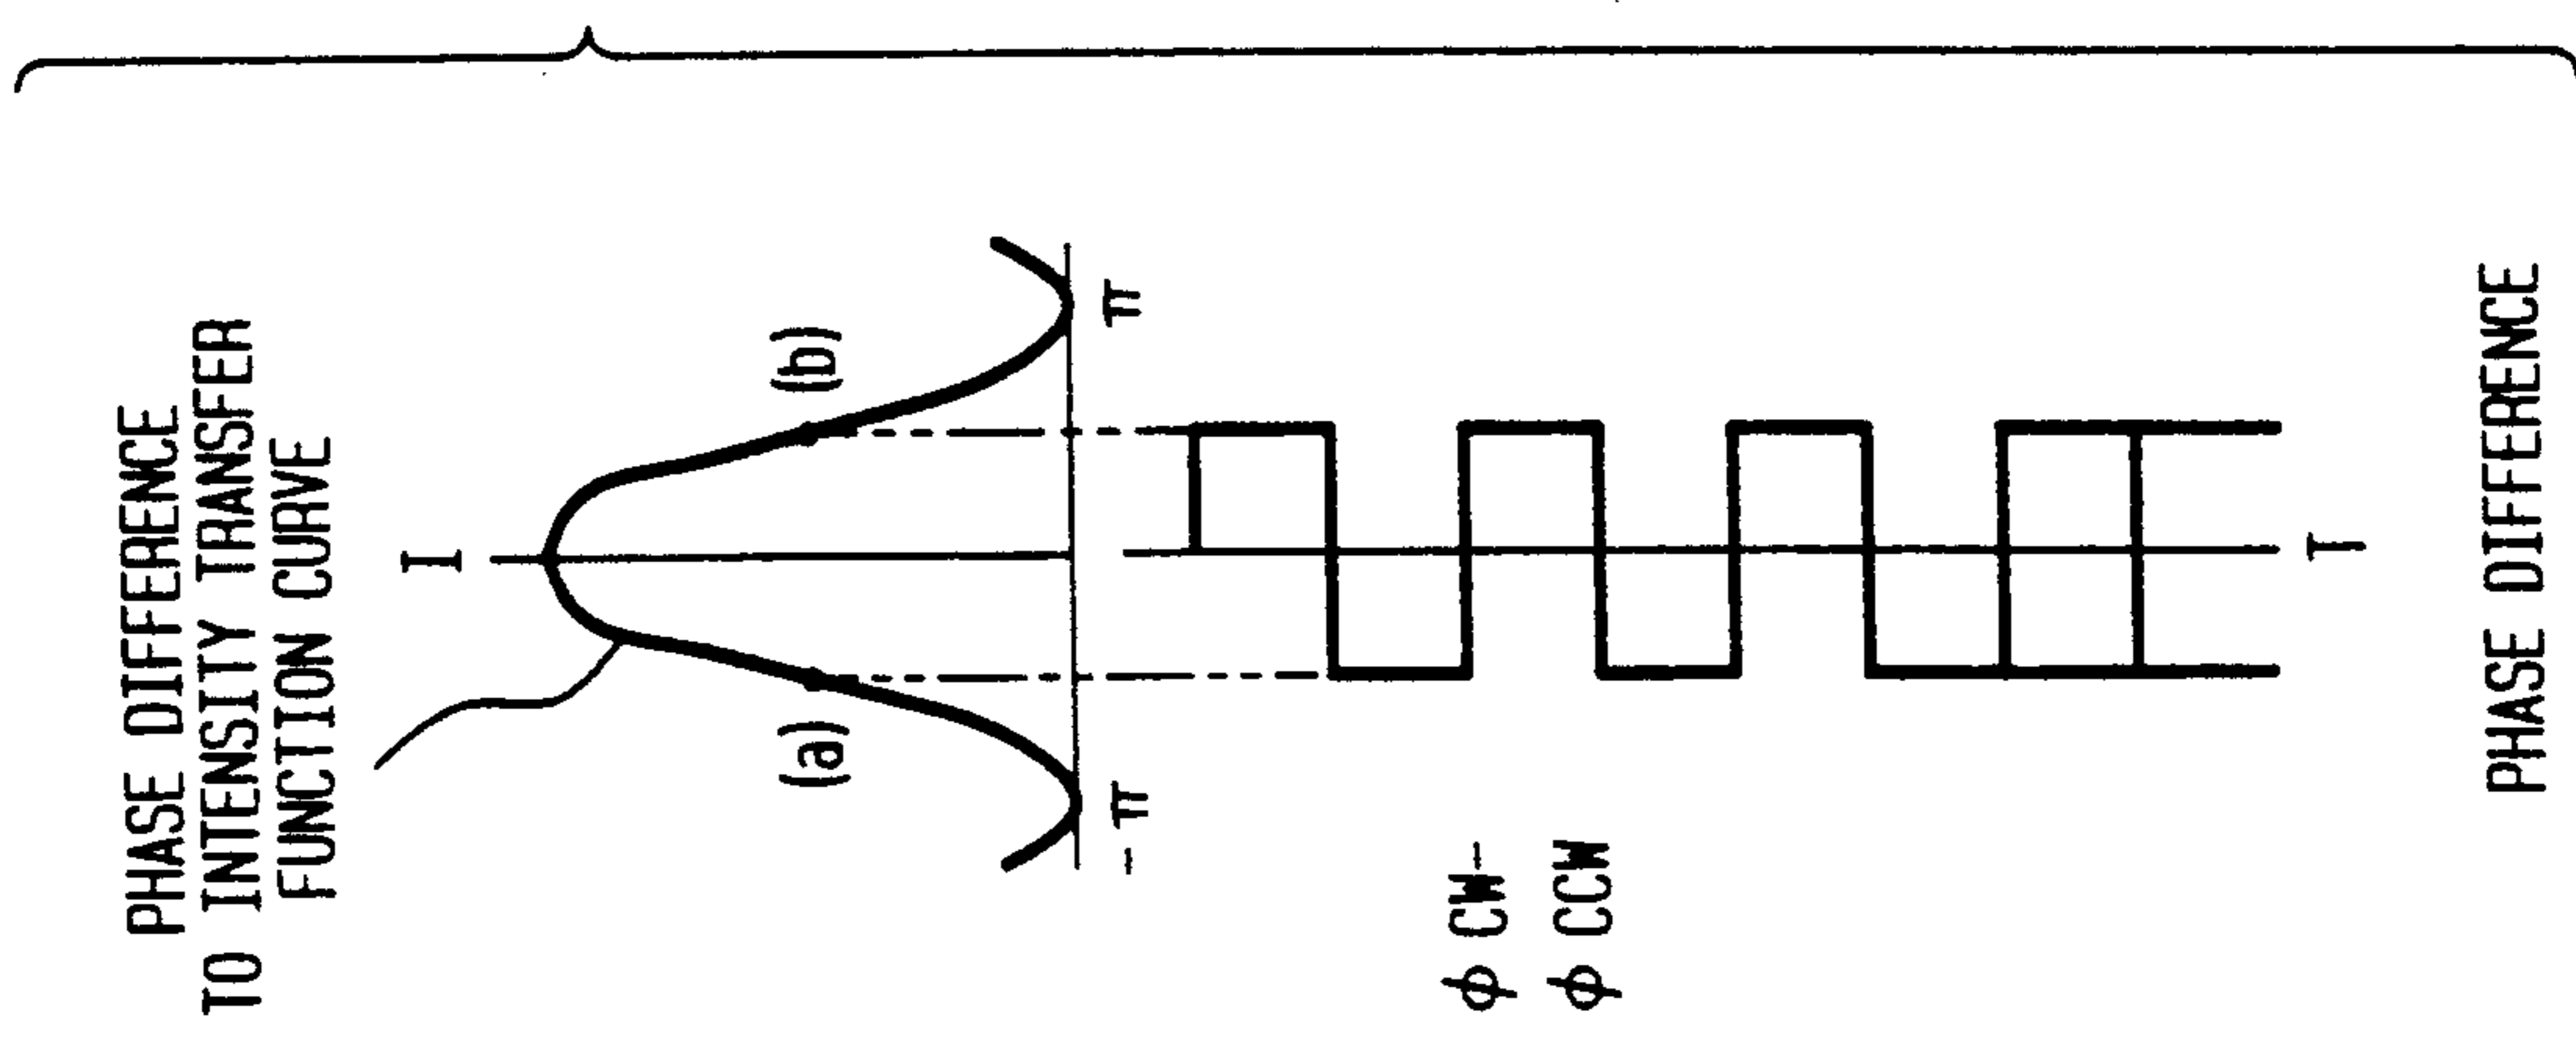 PHASE DIFFERENCE
TO INTENSITY TRANSFER
FUNCTION CURVE
I
(a)
(b)
-π
π
ϕ CW-
ϕ CCW
T
PHASE DIFFERENCE